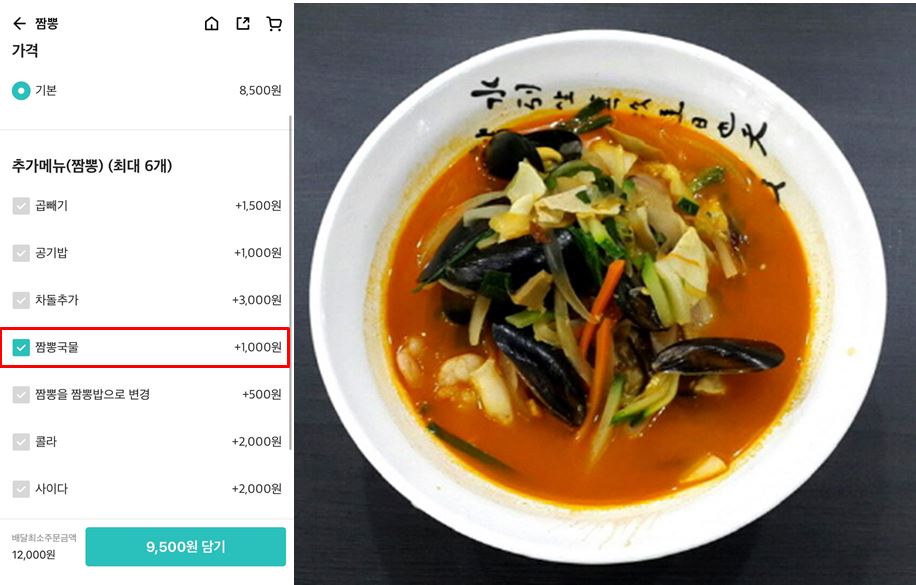 짬뽕
가격
기본 8,500원
추가메뉴(짬뽕) (최대 6개)
곱빼기 +1,500원
공기밥 +1,000원
차돌추가 +3,000원
짬뽕국물 +1,000원
짬뽕을 짬뽕밥으로 변경 +500원
콜라 +2,000원
사이다 +2,000원
배달최소주문금액
12,000원
9,500원 담기